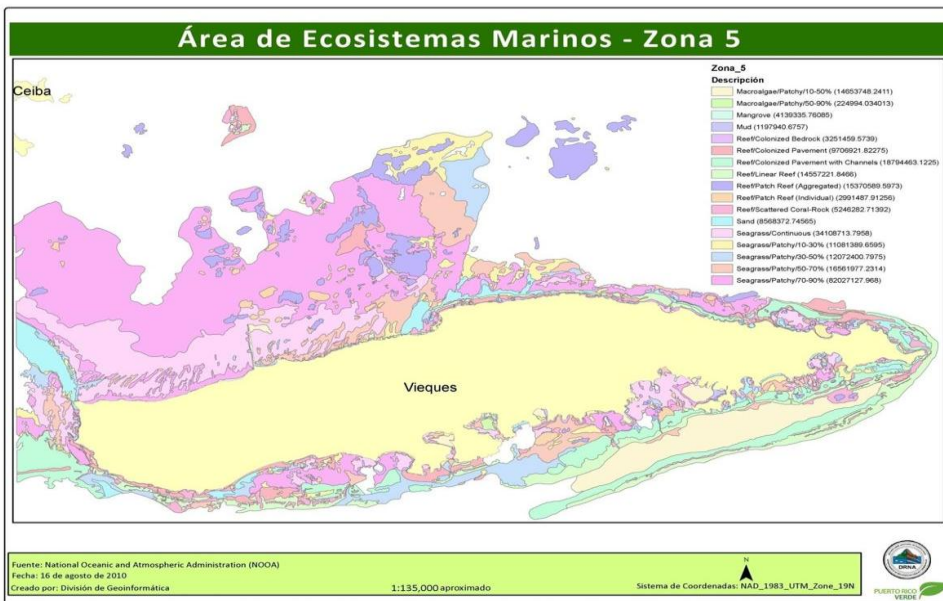 Área de Ecosistemas Marinos - Zona 5
Ceiba
Vieques
Zona_5
Descripción
Macroalgae/Patchy/10-50% (14653748.2411)
Macroalgae/Patchy/50-90% (224994.034013)
Mangrove (4139335.76085)
Mud (1197940.6757)
Reef/Colonized Bedrock (3251459.5739)
Reef/Colonized Pavement (9706921.82275)
Reef/Colonized Pavement with Channels (18794463.1225)
Reef/Linear Reef (14557221.8466)
Reef/Patch Reef (Aggregated) (15370589.5973)
Reef/Patch Reef (Individual) (2991487.91256)
Reef/Scattered Coral-Rock (5246282.71392)
Sand (8568372.74565)
Seagrass/Continuous (34108713.7958)
Seagrass/Patchy/10-30% (11081389.6595)
Seagrass/Patchy/30-50% (12072400.7975)
Seagrass/Patchy/50-70% (16561977.2314)
Seagrass/Patchy/70-90% (82027127.968)
Fuente: National Oceanic and Atmospheric Administration (NOOA)
Fecha: 16 de agosto de 2010
Creado por: División de Geoinformática
1:135,000 aproximado
N
Sistema de Coordenadas: NAD_1983_UTM_Zone_19N
DRNA
PUERTO RICO
VERDE